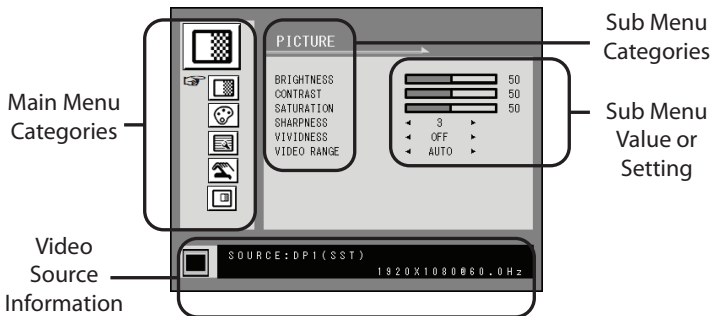 Main Menu
Categories
Video
Source
Information
PICTURE
BRIGHTNESS 50
CONTRAST 50
SATURATION 50
SHARPNESS 3
VIVIDNESS OFF
VIDEO RANGE AUTO
SOURCE:DP1(SST)
1920X1080@60.0Hz
Sub Menu
Categories
Sub Menu
Value or
Setting